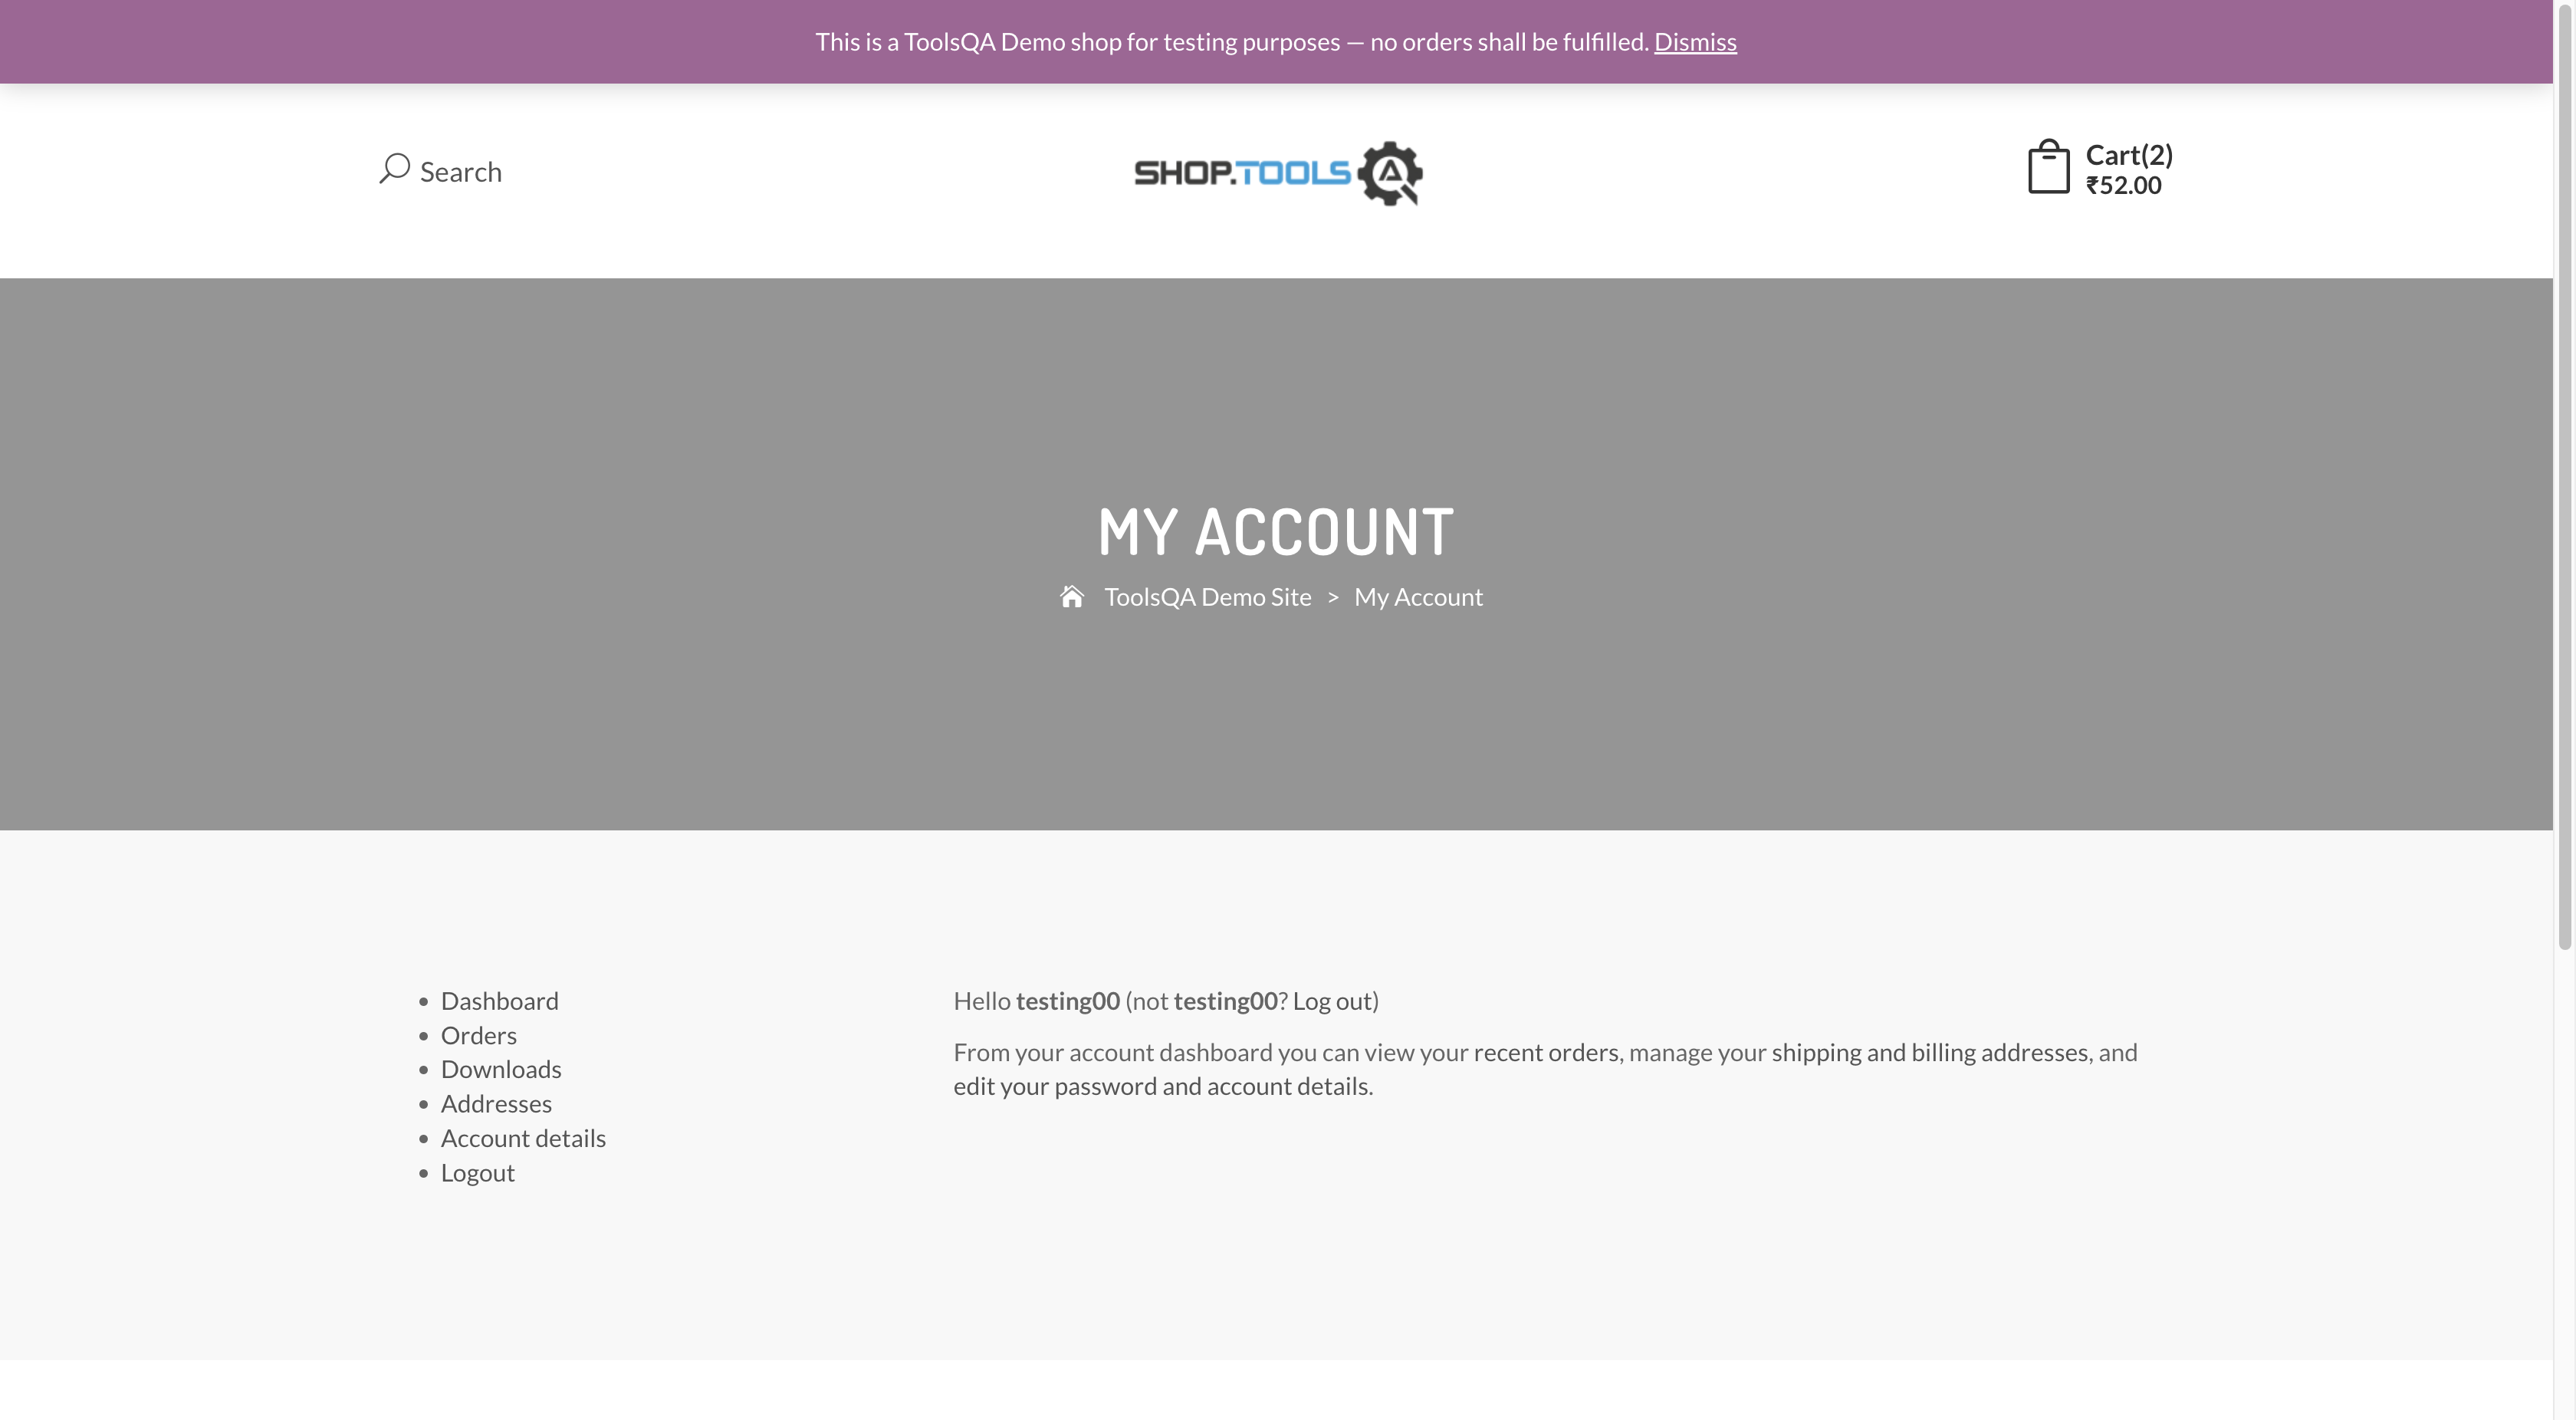 This is a ToolsQA Demo shop for testing purposes — no orders shall be fulfilled. Dismiss
Search
SHOP.TOOLS QA
Cart(2)
₹52.00
MY ACCOUNT
ToolsQA Demo Site > My Account
Dashboard
Orders
Downloads
Addresses
Account details
Logout
Hello testing00 (not testing00? Log out)
From your account dashboard you can view your recent orders, manage your shipping and billing addresses, and
edit your password and account details.